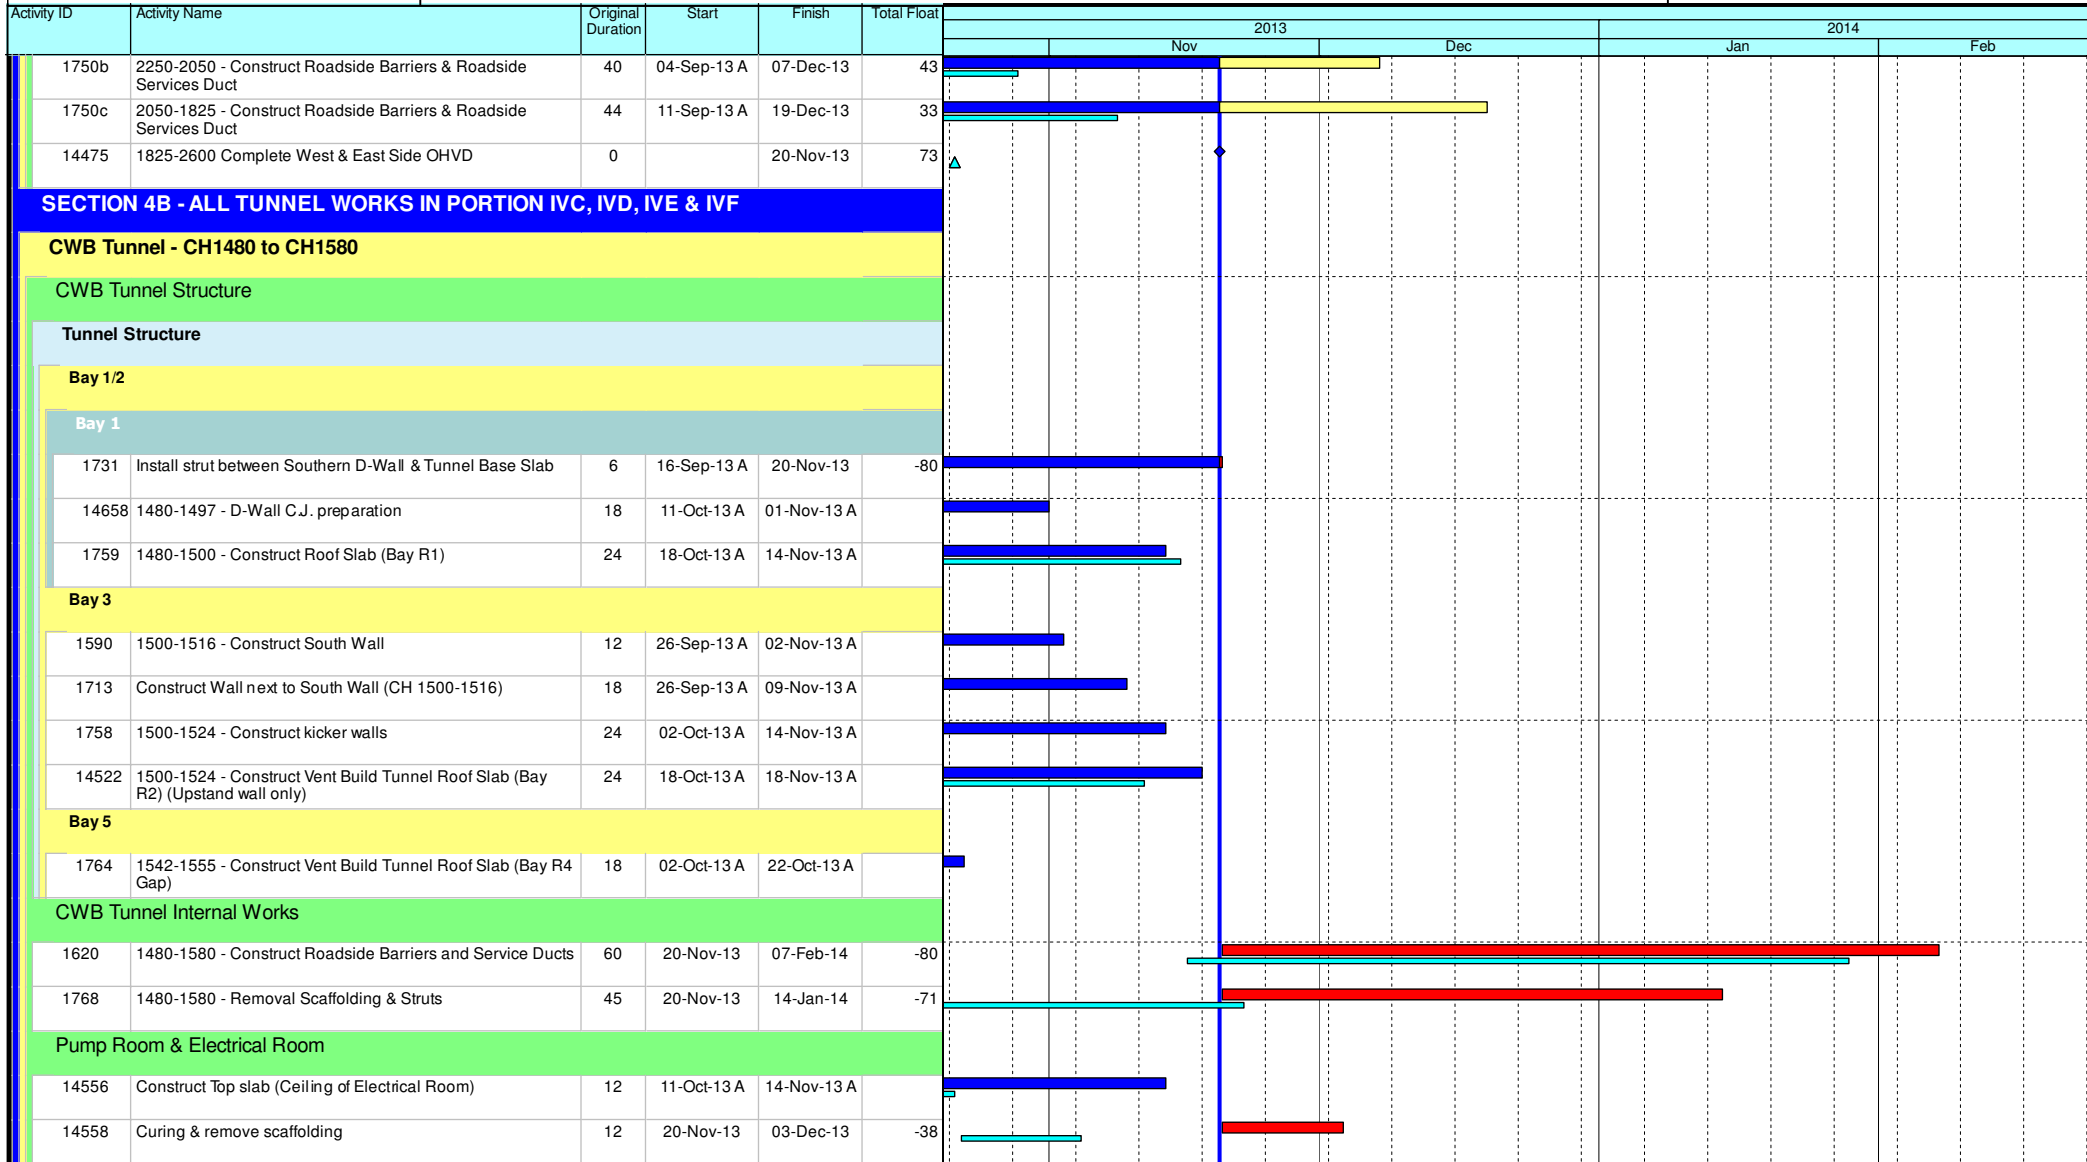 Activity ID Activity Name Original Duration Start Finish Total Float
2013 2014
Nov Dec Jan Feb
1750b 2250-2050 - Construct Roadside Barriers & Roadside Services Duct 40 04-Sep-13 A 07-Dec-13 43
1750c 2050-1825 - Construct Roadside Barriers & Roadside Services Duct 44 11-Sep-13 A 19-Dec-13 33
14475 1825-2600 Complete West & East Side OHVD 0 20-Nov-13 73
SECTION 4B - ALL TUNNEL WORKS IN PORTION IVC, IVD, IVE & IVF
CWB Tunnel - CH1480 to CH1580
CWB Tunnel Structure
Tunnel Structure
Bay 1/2
Bay 1
1731 Install strut between Southern D-Wall & Tunnel Base Slab 6 16-Sep-13 A 20-Nov-13 -80
14658 1480-1497 - D-Wall C.J. preparation 18 11-Oct-13 A 01-Nov-13 A
1759 1480-1500 - Construct Roof Slab (Bay R1) 24 18-Oct-13 A 14-Nov-13 A
Bay 3
1590 1500-1516 - Construct South Wall 12 26-Sep-13 A 02-Nov-13 A
1713 Construct Wall next to South Wall (CH 1500-1516) 18 26-Sep-13 A 09-Nov-13 A
1758 1500-1524 - Construct kicker walls 24 02-Oct-13 A 14-Nov-13 A
14522 1500-1524 - Construct Vent Build Tunnel Roof Slab (Bay R2) (Upstand wall only) 24 18-Oct-13 A 18-Nov-13 A
Bay 5
1764 1542-1555 - Construct Vent Build Tunnel Roof Slab (Bay R4 Gap) 18 02-Oct-13 A 22-Oct-13 A
CWB Tunnel Internal Works
1620 1480-1580 - Construct Roadside Barriers and Service Ducts 60 20-Nov-13 07-Feb-14 -80
1768 1480-1580 - Removal Scaffolding & Struts 45 20-Nov-13 14-Jan-14 -71
Pump Room & Electrical Room
14556 Construct Top slab (Ceiling of Electrical Room) 12 11-Oct-13 A 14-Nov-13 A
14558 Curing & remove scaffolding 12 20-Nov-13 03-Dec-13 -38